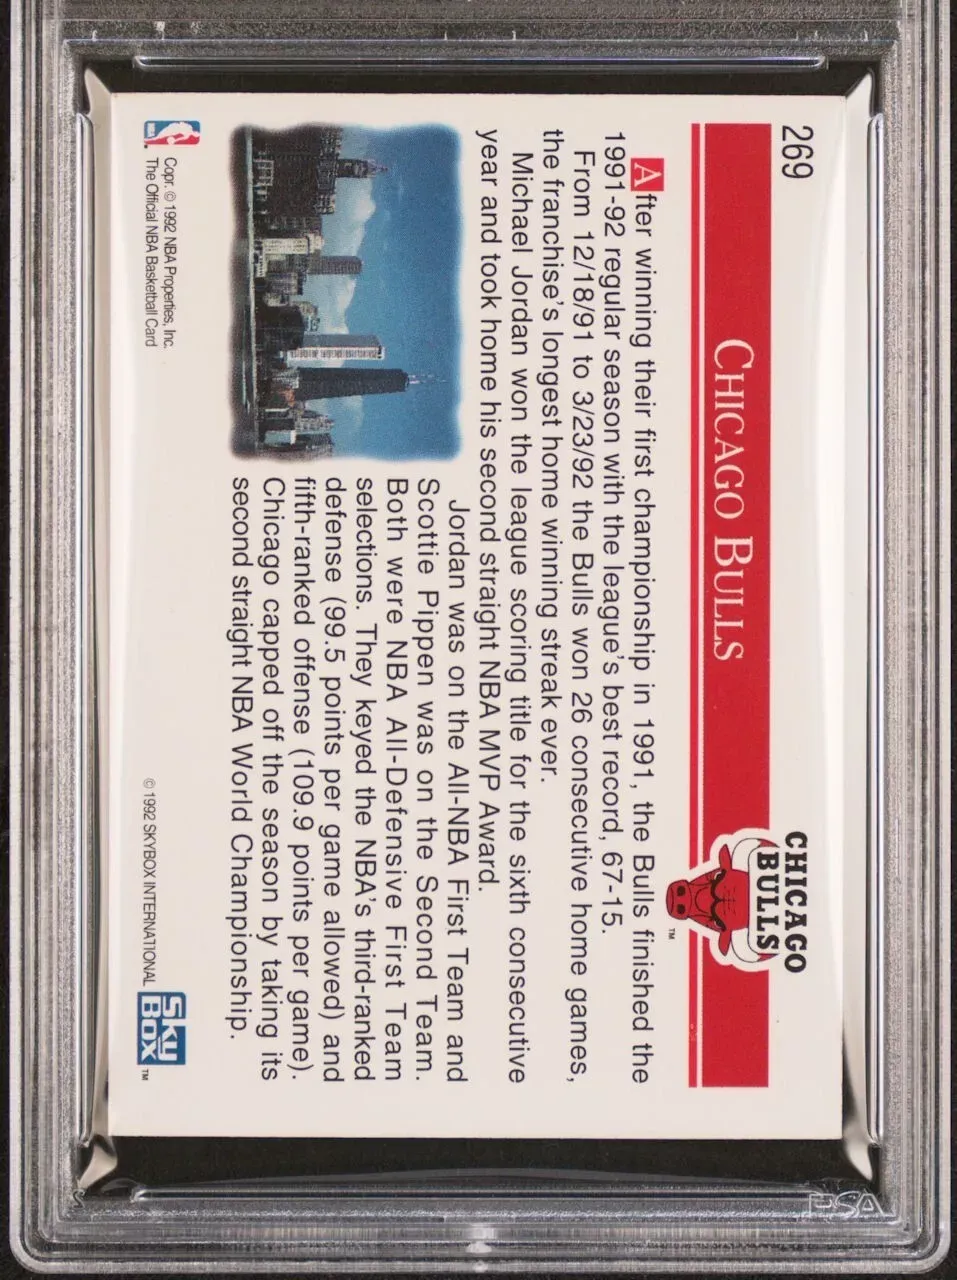 269
CHICAGO BULLS
CHICAGO
BULLS
TM
After winning their first championship in 1991, the Bulls finished the
1991-92 regular season with the league's best record, 67-15.
From 12/18/91 to 3/23/92 the Bulls won 26 consecutive home games,
the franchise's longest home winning streak ever.
Michael Jordan won the league scoring title for the sixth consecutive
year and took home his second straight NBA MVP Award.
Jordan was on the All-NBA First Team and
Scottie Pippen was on the Second Team.
Both were NBA All-Defensive First Team
selections. They keyed the NBA's third-ranked
defense (99.5 points per game allowed) and
fifth-ranked offense (109.9 points per game).
Chicago capped off the season by taking its
second straight NBA World Championship.
NBA
Copr. © 1992 NBA Properties, Inc.
The Official NBA Basketball Card
© 1992 SKYBOX INTERNATIONAL
SKY
BOX TM
PSA